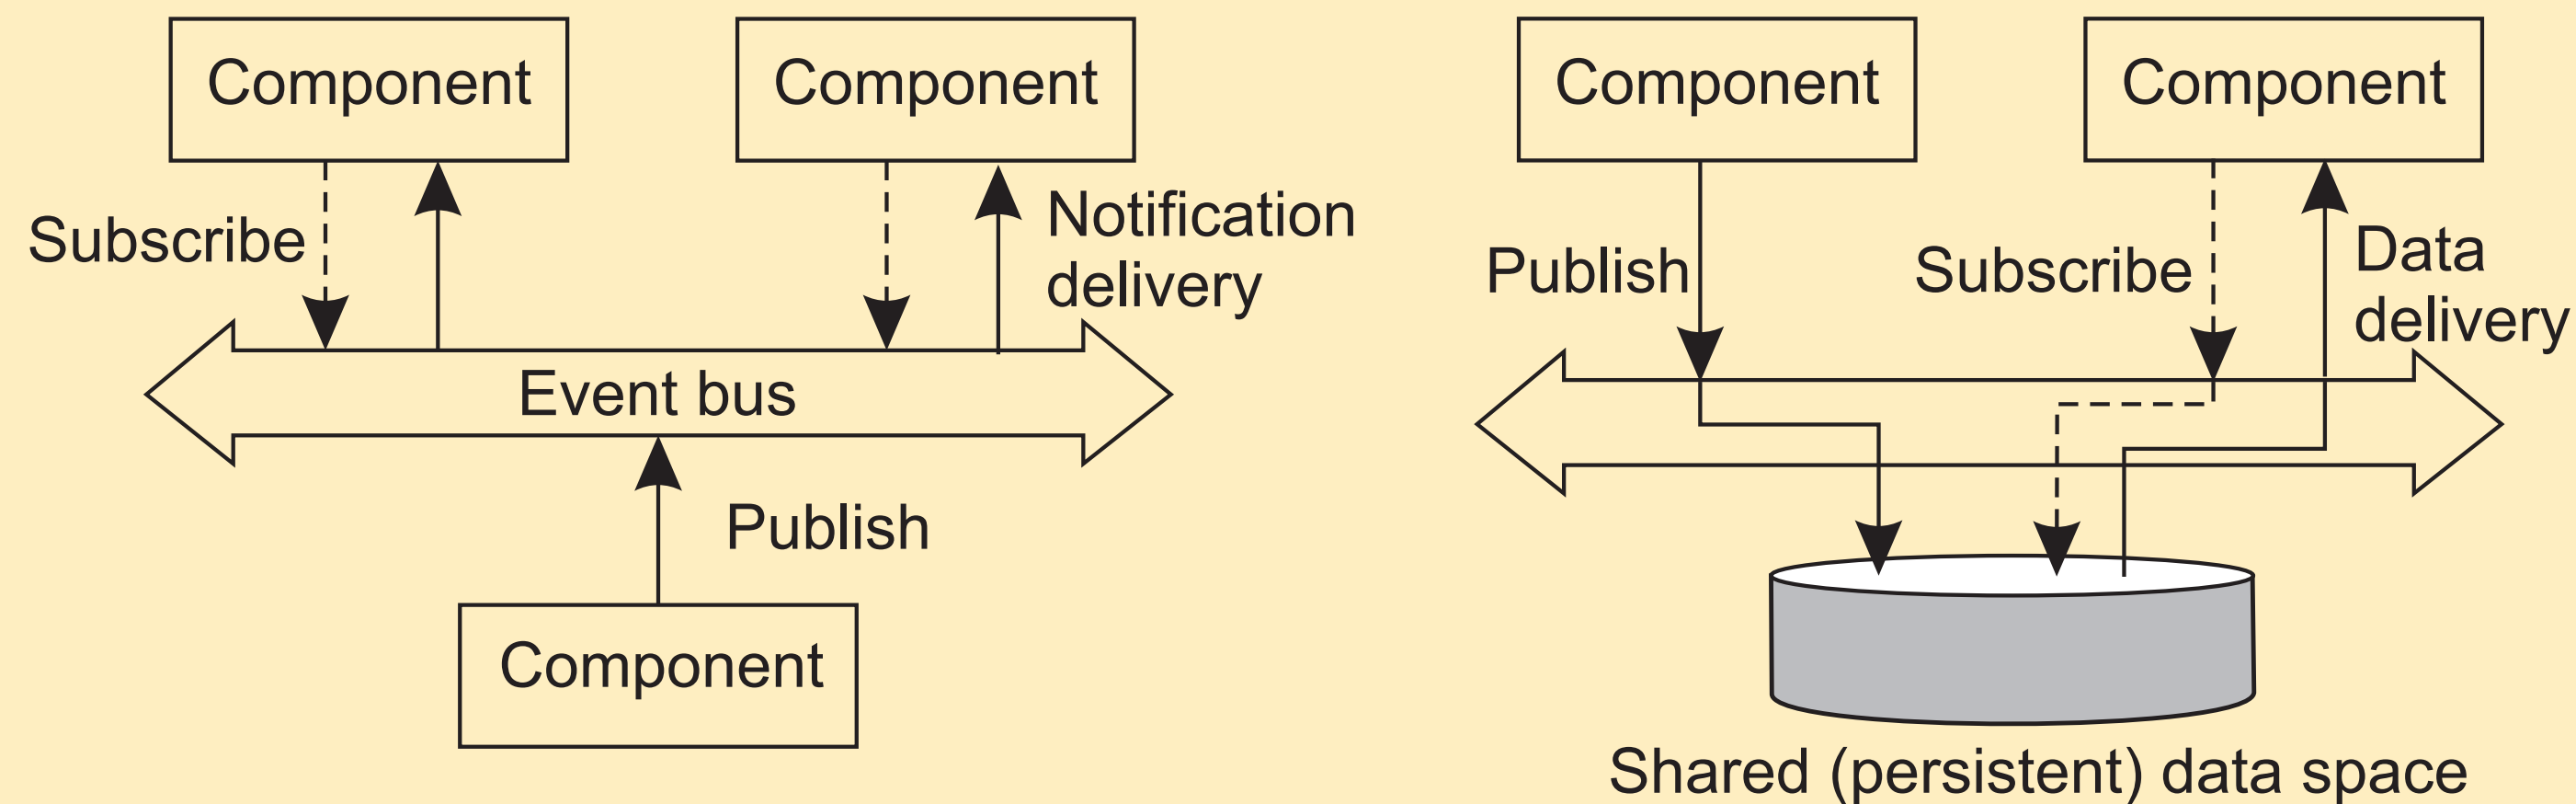 Component
Component
Subscribe
Notification
delivery
Event bus
Publish
Component
Component
Component
Publish
Subscribe
Data
delivery
Shared (persistent) data space